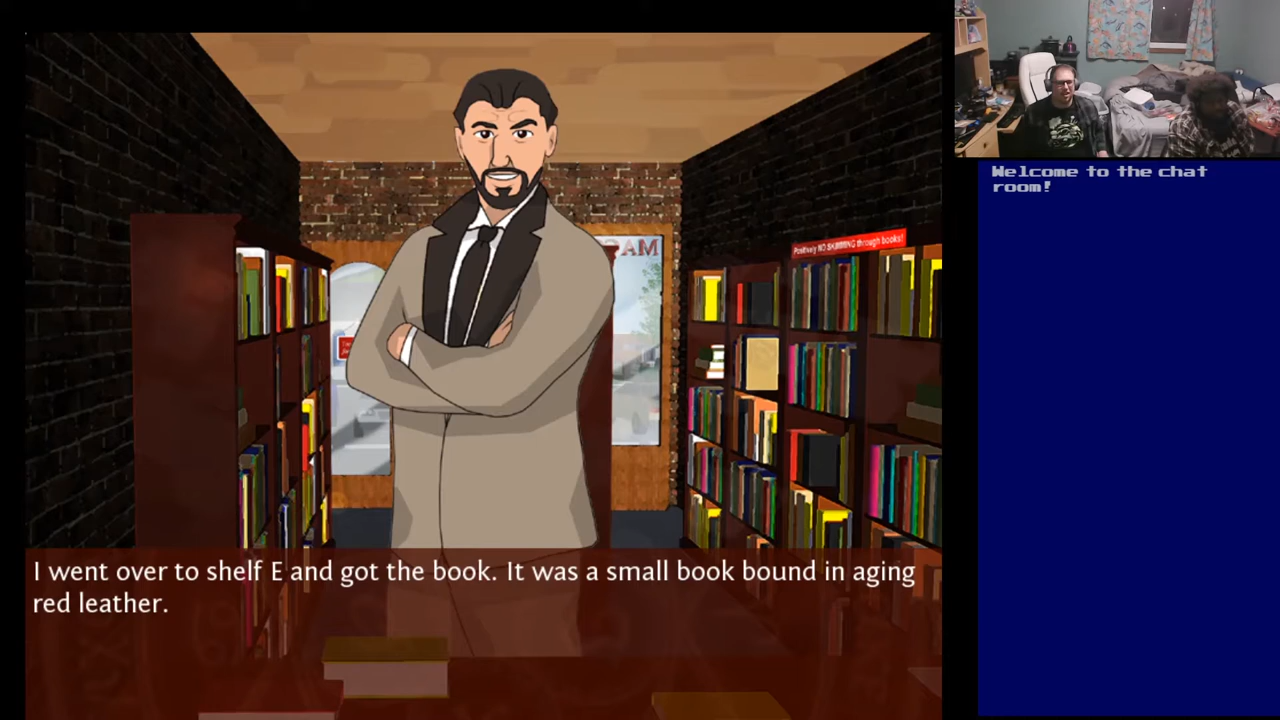 GAM
Positively NO SKIMMING through books!
I went over to shelf E and got the book. It was a small book bound in aging
red leather.
Welcome to the chat
room!